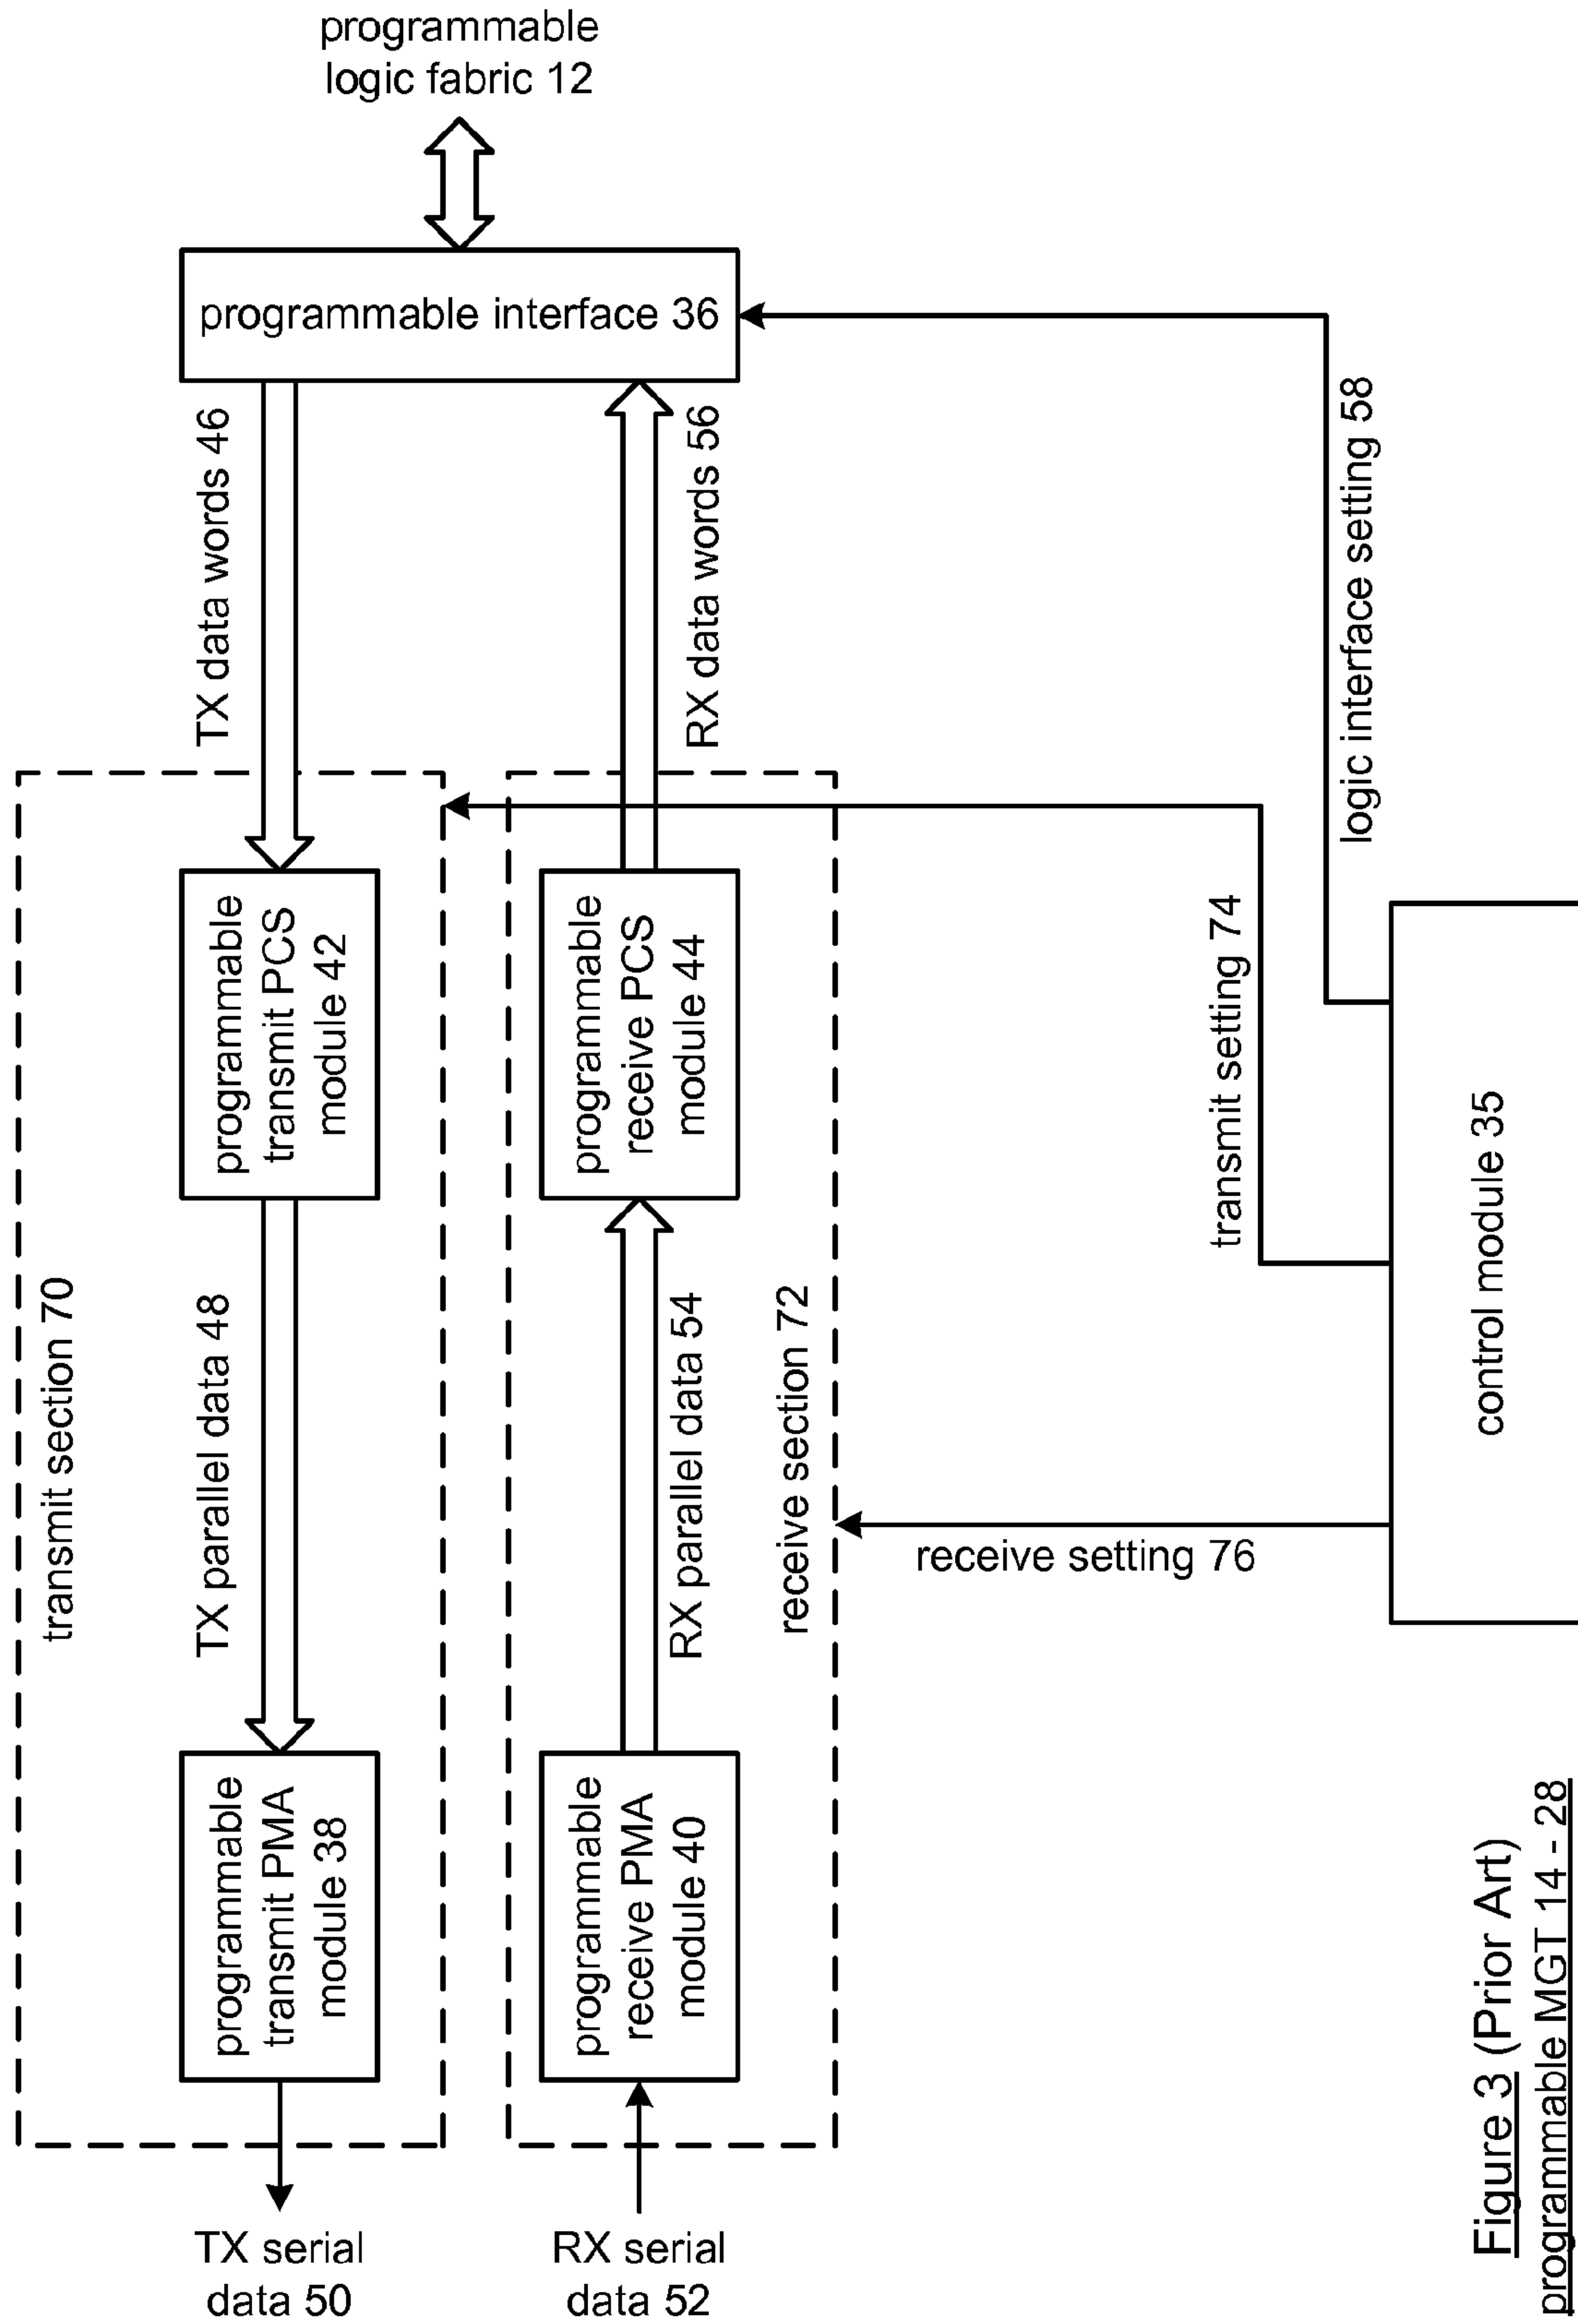 programmable
logic fabric 12
programmable interface 36
TX data words 46
RX data words 56
logic interface setting 58
programmable
transmit PCS
module 42
programmable
receive PCS
module 44
transmit setting 74
transmit section 70
TX parallel data 48
RX parallel data 54
receive section 72
receive setting 76
control module 35
programmable
transmit PMA
module 38
programmable
receive PMA
module 40
TX serial
data 50
RX serial
data 52
Figure 3 (Prior Art)
programmable MGT 14 - 28